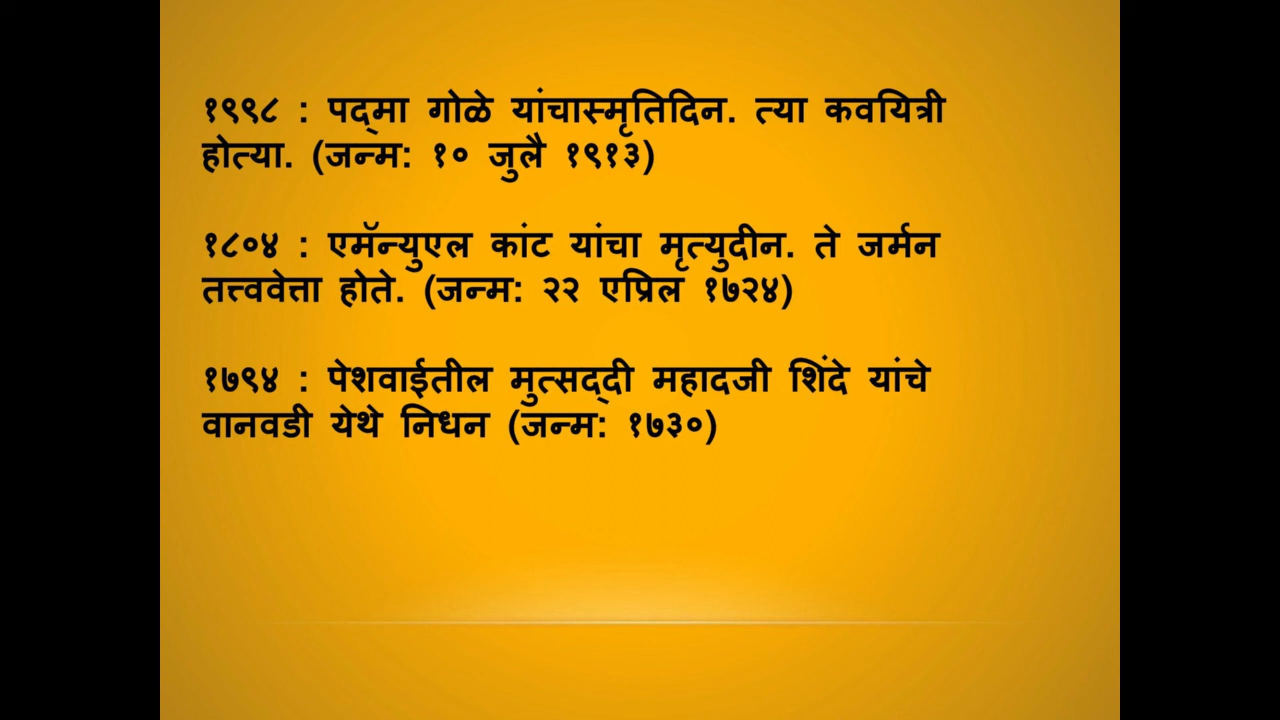 १९९८ : पद्‌मा गोळे यांचास्मृतिदिन. त्या कवयित्री
होत्या. (जन्म: १० जुलै १९१३)
१८०४ : एमॅन्युएल कांट यांचा मृत्युदीन. ते जर्मन
तत्त्ववेत्ता होते. (जन्म: २२ एप्रिल १७२४)
१७९४ : पेशवाईतील मुत्सद्‌दी महादजी शिंदे यांचे
वानवडी येथे निधन (जन्म: १७३०)